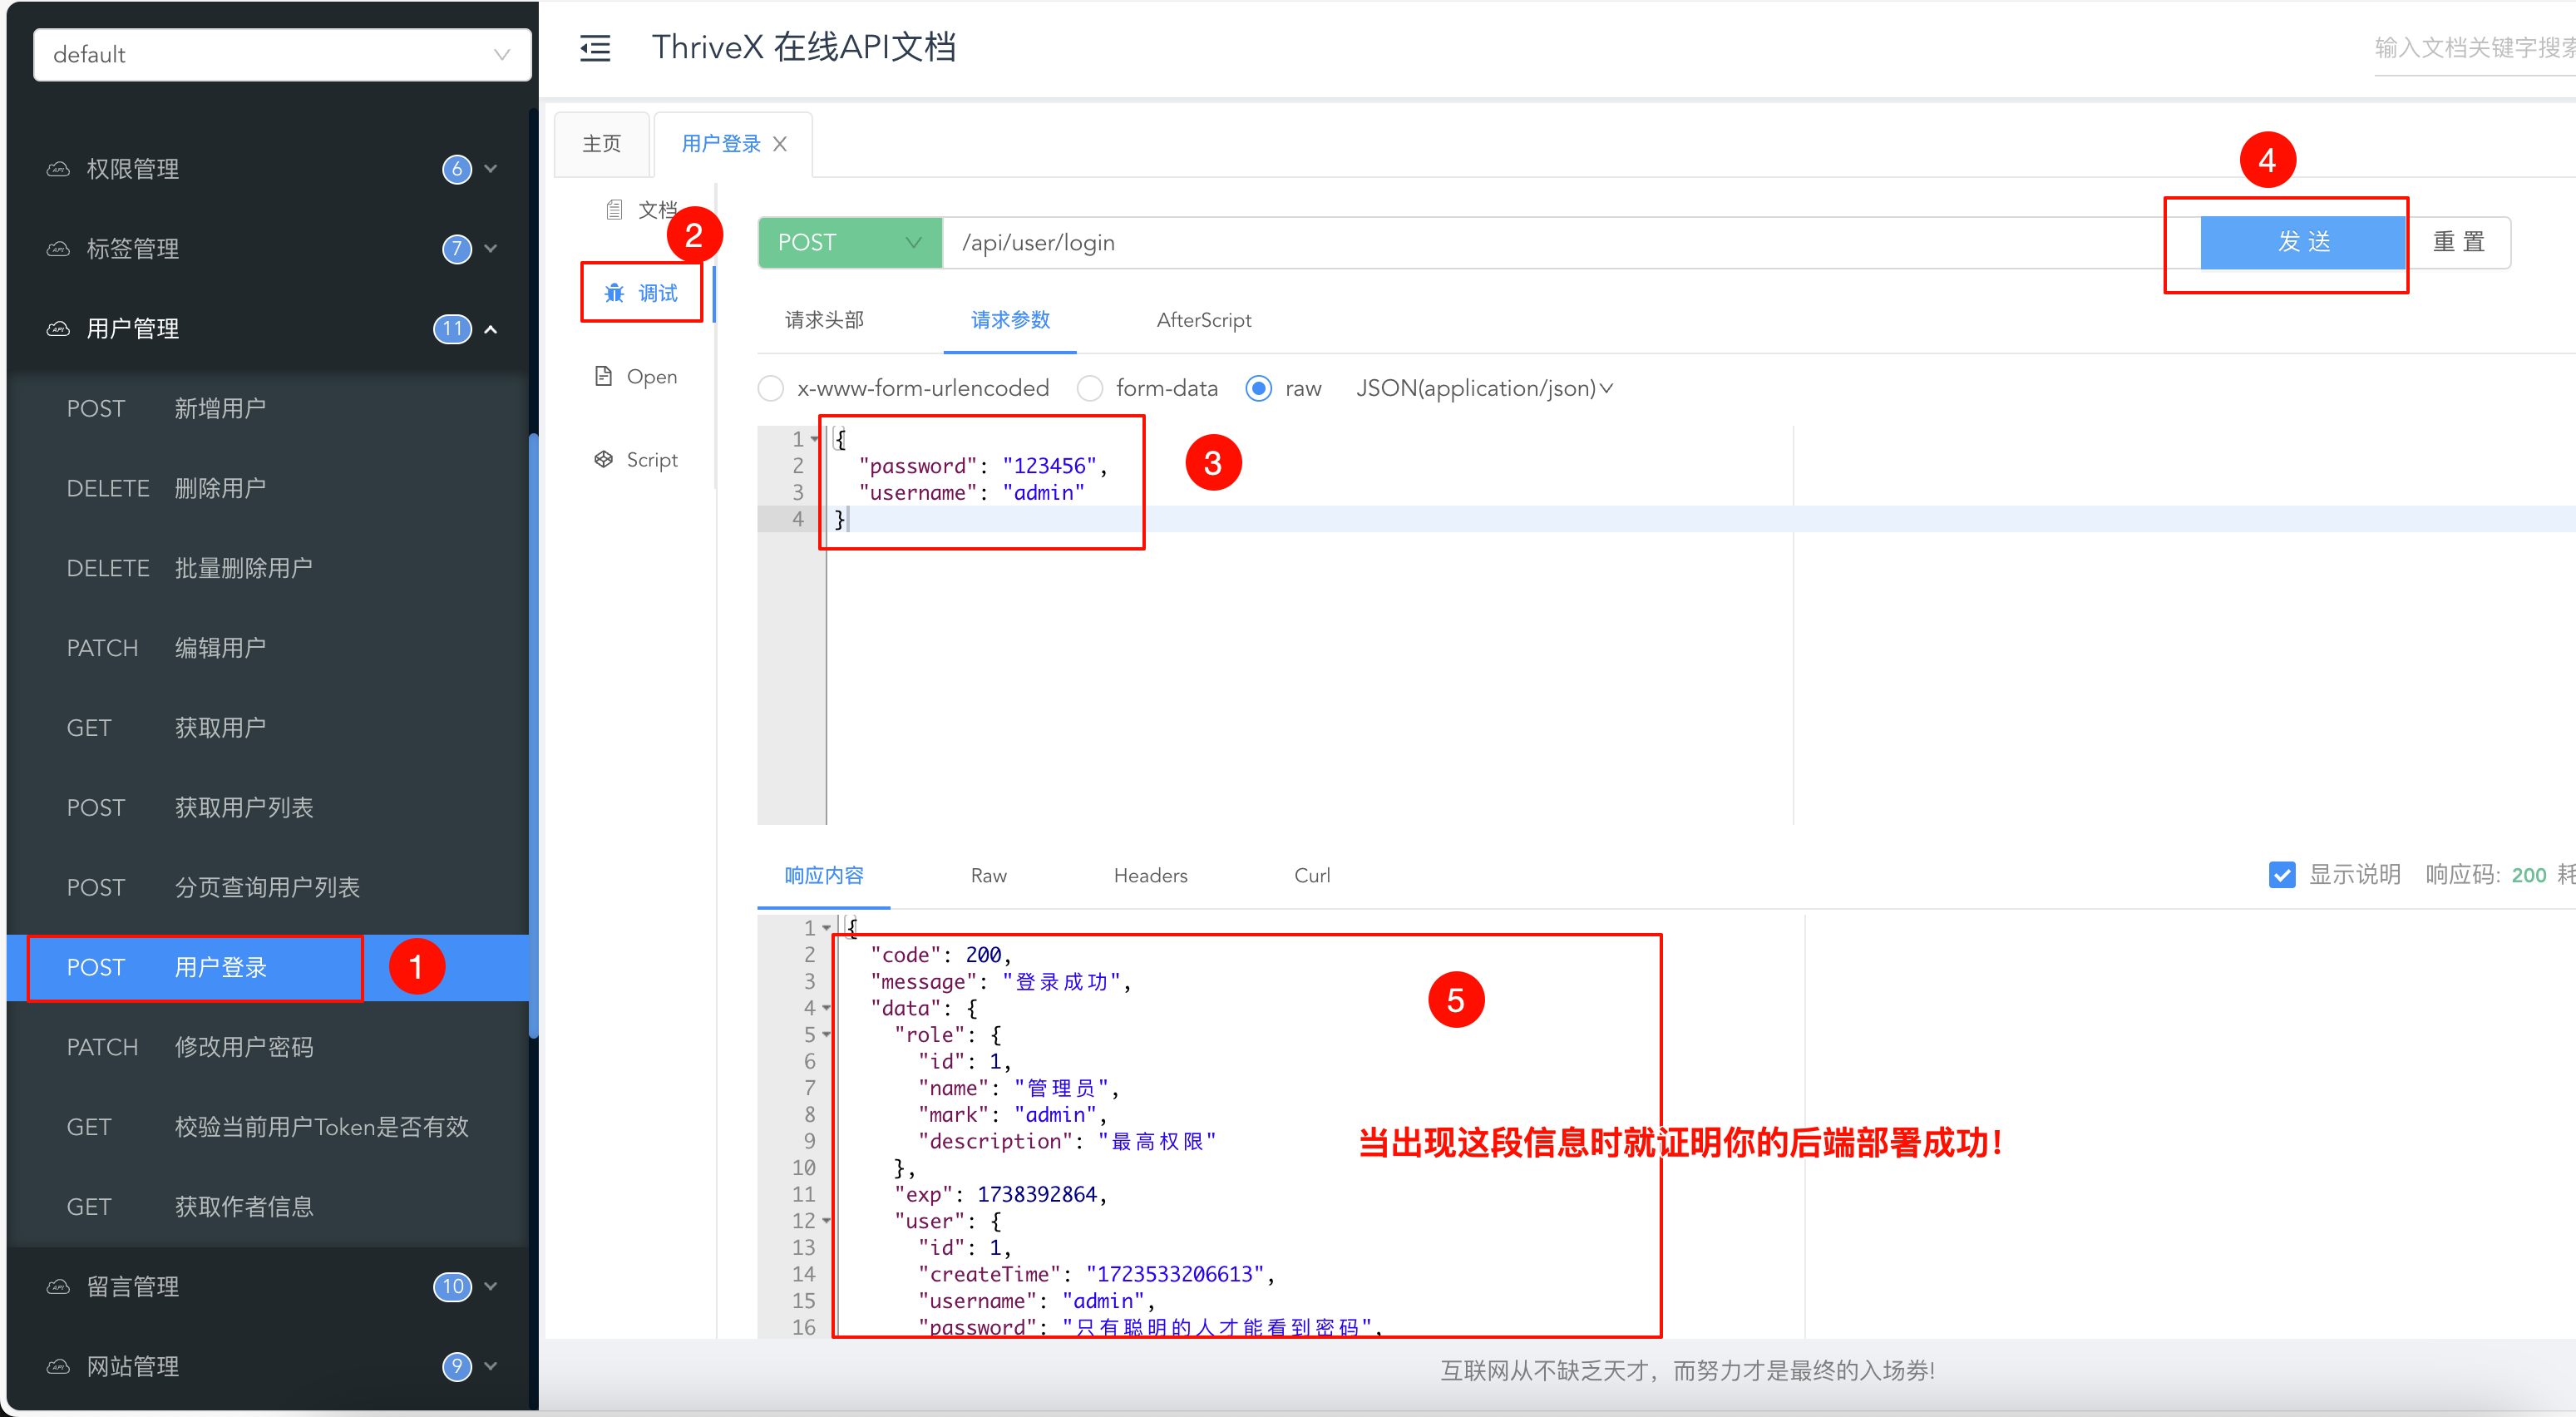 default
权限管理 6
标签管理 7
用户管理 11
POST 新增用户
DELETE 删除用户
DELETE 批量删除用户
PATCH 编辑用户
GET 获取用户
POST 获取用户列表
POST 分页查询用户列表
POST 用户登录 1
PATCH 修改用户密码
GET 校验当前用户Token是否有效
GET 获取作者信息
留言管理 10
网站管理 9
ThriveX 在线API文档
输入文档关键字搜索
主页 用户登录
文档
2
调试
Open
Script
4
POST /api/user/login 发 送 重 置
请求头部 请求参数 AfterScript
x-www-form-urlencoded form-data raw JSON(application/json)
1 {
2 "password": "123456",
3 "username": "admin"
4 }
3
响应内容 Raw Headers Curl 显示说明 响应码: 200 耗
1 {
2 "code": 200,
3 "message": "登录成功",
4 "data": {
5 "role": {
6 "id": 1,
7 "name": "管理员",
8 "mark": "admin",
9 "description": "最高权限"
10 },
11 "exp": 1738392864,
12 "user": {
13 "id": 1,
14 "createTime": "1723533206613",
15 "username": "admin",
16 "password": "只有聪明的人才能看到密码",
5
当出现这段信息时就证明你的后端部署成功！
互联网从不缺乏天才，而努力才是最终的入场券!